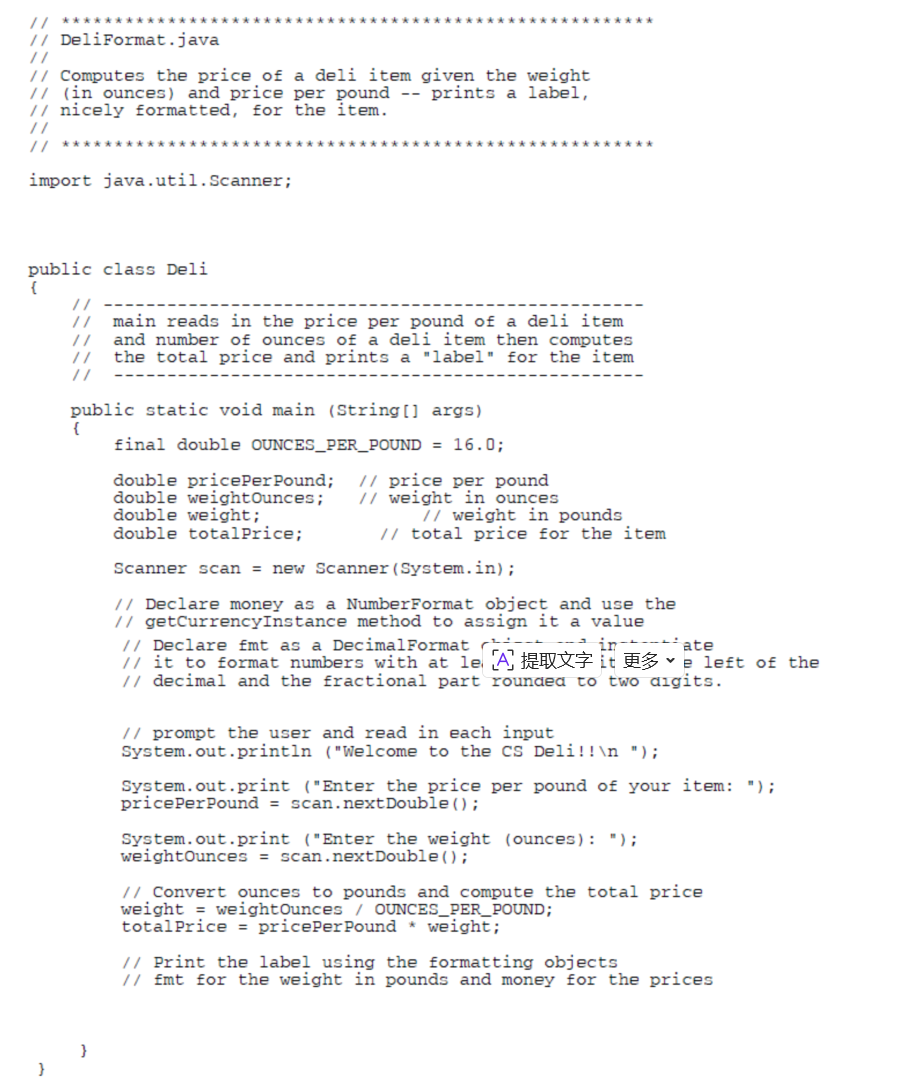 // ********************************************************
// DeliFormat.java
//
// Computes the price of a deli item given the weight
// (in ounces) and price per pound -- prints a label,
// nicely formatted, for the item.
//
// ********************************************************
import java.util.Scanner;
public class Deli
{
// ---------------------------------------------------
// main reads in the price per pound of a deli item
// and number of ounces of a deli item then computes
// the total price and prints a "label" for the item
// --------------------------------------------------
public static void main (String[] args)
{
final double OUNCES_PER_POUND = 16.0;
double pricePerPound; // price per pound
double weightOunces; // weight in ounces
double weight; // weight in pounds
double totalPrice; // total price for the item
Scanner scan = new Scanner(System.in);
// Declare money as a NumberFormat object and use the
// getCurrencyInstance method to assign it a value
// Declare fmt as a DecimalFormat
// it to format numbers with at left of the
// decimal and the fractional part rounded to two digits.
提取文字 更多
// prompt the user and read in each input
System.out.println ("Welcome to the CS Deli!!\n ");
System.out.print ("Enter the price per pound of your item: ");
pricePerPound = scan.nextDouble();
System.out.print ("Enter the weight (ounces): ");
weightOunces = scan.nextDouble();
// Convert ounces to pounds and compute the total price
weight = weightOunces / OUNCES_PER_POUND;
totalPrice = pricePerPound * weight;
// Print the label using the formatting objects
// fmt for the weight in pounds and money for the prices
}
}